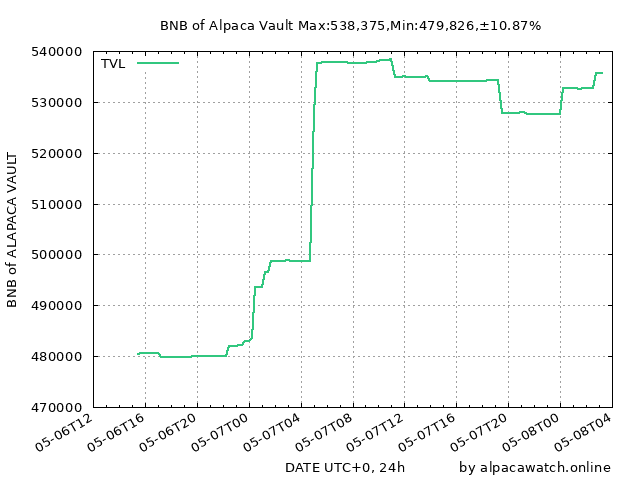 BNB of Alpaca Vault Max:538,375,Min:479,826,±10.87%
540000
TVL
530000
520000
510000
500000
490000
480000
470000
BNB of ALAPACA VAULT
05-06T12
05-06T16
05-06T20
05-07T00
05-07T04
05-07T08
05-07T12
05-07T16
05-07T20
05-08T00
05-08T04
DATE UTC+0, 24h
by alpacawatch.online